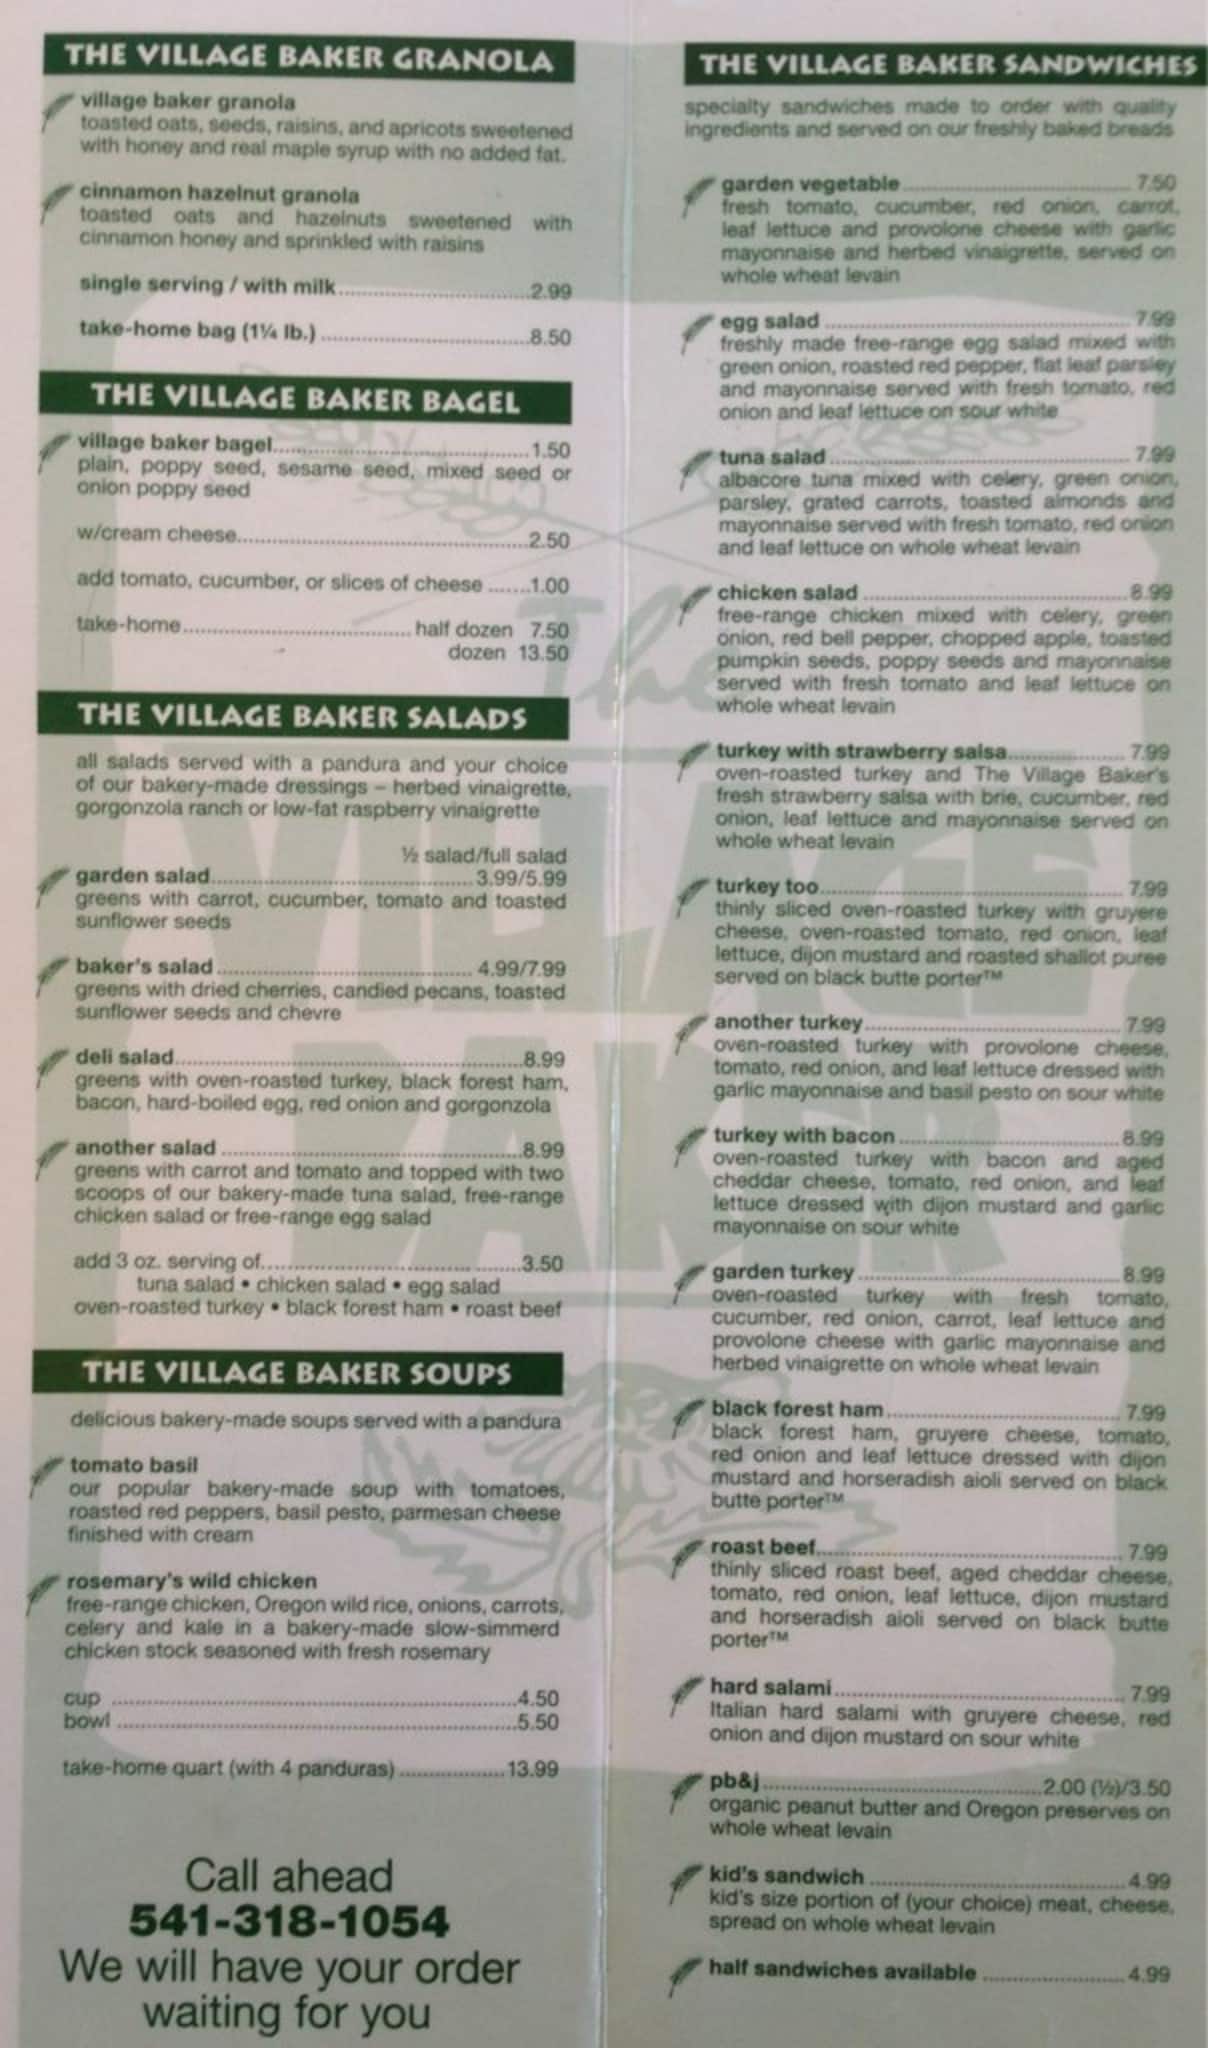 THE VILLAGE BAKER GRANOLA
village baker granola
toasted oats, seeds, raisins, and apricots sweetened
with honey and real maple syrup with no added fat.
cinnamon hazelnut granola
toasted oats and hazelnuts sweetened with
cinnamon honey and sprinkled with raisins
single serving / with milk..............................2.99
take-home bag (1¼ lb.) ................................8.50
THE VILLAGE BAKER BAGEL
village baker bagel........................................1.50
plain, poppy seed, sesame seed, mixed seed or
onion poppy seed
w/cream cheese.............................................2.50
add tomato, cucumber, or slices of cheese .......1.00
take-home................................... half dozen 7.50
dozen 13.50
THE VILLAGE BAKER SALADS
all salads served with a pandura and your choice
of our bakery-made dressings – herbed vinaigrette,
gorgonzola ranch or low-fat raspberry vinaigrette
½ salad/full salad
garden salad........................................ 3.99/5.99
greens with carrot, cucumber, tomato and toasted
sunflower seeds
baker's salad ....................................... 4.99/7.99
greens with dried cherries, candied pecans, toasted
sunflower seeds and chevre
deli salad.....................................................8.99
greens with oven-roasted turkey, black forest ham,
bacon, hard-boiled egg, red onion and gorgonzola
another salad ..............................................8.99
greens with carrot and tomato and topped with two
scoops of our bakery-made tuna salad, free-range
chicken salad or free-range egg salad
add 3 oz. serving of.......................................3.50
tuna salad • chicken salad • egg salad
oven-roasted turkey • black forest ham • roast beef
THE VILLAGE BAKER SOUPS
delicious bakery-made soups served with a pandura
tomato basil
our popular bakery-made soup with tomatoes,
roasted red peppers, basil pesto, parmesan cheese
finished with cream
rosemary's wild chicken
free-range chicken, Oregon wild rice, onions, carrots,
celery and kale in a bakery-made slow-simmerd
chicken stock seasoned with fresh rosemary
cup ..............................................................4.50
bowl .............................................................5.50
take-home quart (with 4 panduras) ................13.99
Call ahead
541-318-1054
We will have your order
waiting for you
THE VILLAGE BAKER SANDWICHES
specialty sandwiches made to order with quality
ingredients and served on our freshly baked breads
garden vegetable................................... 7.50
fresh tomato, cucumber, red onion, carrot,
leaf lettuce and provolone cheese with garlic
mayonnaise and herbed vinaigrette, served on
whole wheat levain
egg salad ............................................... 7.99
freshly made free-range egg salad mixed with
green onion, roasted red pepper, flat leaf parsley
and mayonnaise served with fresh tomato, red
onion and leaf lettuce on sour white
tuna salad .............................................. 7.99
albacore tuna mixed with celery, green onion,
parsley, grated carrots, toasted almonds and
mayonnaise served with fresh tomato, red onion
and leaf lettuce on whole wheat levain
chicken salad .........................................8.99
free-range chicken mixed with celery, green
onion, red bell pepper, chopped apple, toasted
pumpkin seeds, poppy seeds and mayonnaise
served with fresh tomato and leaf lettuce on
whole wheat levain
turkey with strawberry salsa.................. 7.99
oven-roasted turkey and The Village Baker's
fresh strawberry salsa with brie, cucumber, red
onion, leaf lettuce and mayonnaise served on
whole wheat levain
turkey too............................................... 7.99
thinly sliced oven-roasted turkey with gruyere
cheese, oven-roasted tomato, red onion, leaf
lettuce, dijon mustard and roasted shallot puree
served on black butte porter™
another turkey........................................ 7.99
oven-roasted turkey with provolone cheese,
tomato, red onion, and leaf lettuce dressed with
garlic mayonnaise and basil pesto on sour white
turkey with bacon ..................................8.99
oven-roasted turkey with bacon and aged
cheddar cheese, tomato, red onion, and leaf
lettuce dressed with dijon mustard and garlic
mayonnaise on sour white
garden turkey.........................................8.99
oven-roasted turkey with fresh tomato,
cucumber, red onion, carrot, leaf lettuce and
provolone cheese with garlic mayonnaise and
herbed vinaigrette on whole wheat levain
black forest ham.................................... 7.99
black forest ham, gruyere cheese, tomato,
red onion and leaf lettuce dressed with dijon
mustard and horseradish aioli served on black
butte porter™
roast beef............................................... 7.99
thinly sliced roast beef, aged cheddar cheese,
tomato, red onion, leaf lettuce, dijon mustard
and horseradish aioli served on black butte
porter™
hard salami............................................. 7.99
Italian hard salami with gruyere cheese, red
onion and dijon mustard on sour white
pb&j............................................2.00 (½)/3.50
organic peanut butter and Oregon preserves on
whole wheat levain
kid's sandwich .......................................4.99
kid's size portion of (your choice) meat, cheese,
spread on whole wheat levain
half sandwiches available ......................4.99
The
VILLAGE
BAKER